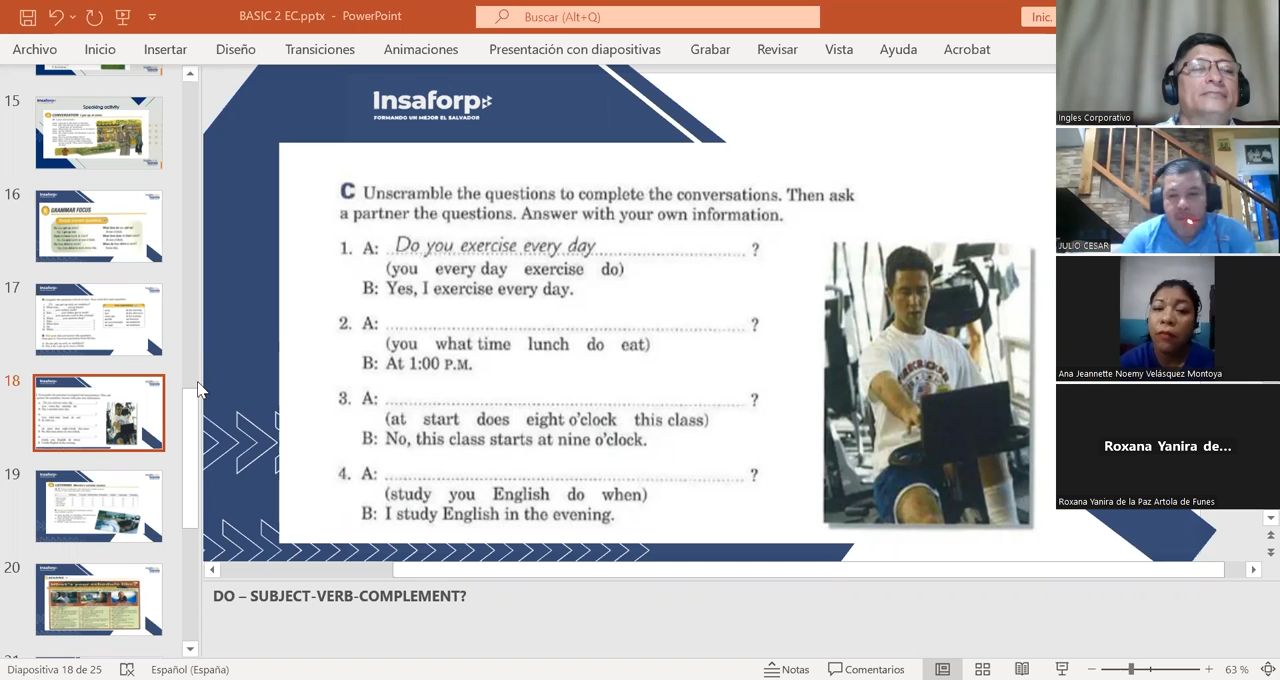 BASIC 2 EC.pptx - PowerPoint
Buscar (Alt+Q)
Inic.
Archivo Inicio Insertar Diseño Transiciones Animaciones Presentación con diapositivas Grabar Revisar Vista Ayuda Acrobat
15
Speaking activity
16
GRAMMAR FOCUS
17
18
19
20
Insaforp
FORMANDO UN MEJOR EL SALVADOR
C Unscramble the questions to complete the conversations. Then ask
a partner the questions. Answer with your own information.
1. A: Do you exercise every day ?
(you every day exercise do)
B: Yes, I exercise every day.
2. A: ?
(you what time lunch do eat)
B: At 1:00 P.M.
3. A: ?
(at start does eight o'clock this class)
B: No, this class starts at nine o'clock.
4. A: ?
(study you English do when)
B: I study English in the evening.
Ingles Corporativo
JULIO CESAR
Ana Jeannette Noemy Velásquez Montoya
Roxana Yanira de...
Roxana Yanira de la Paz Artola de Funes
DO – SUBJECT-VERB-COMPLEMENT?
Diapositiva 18 de 25 Español (España) Notas Comentarios 63 %